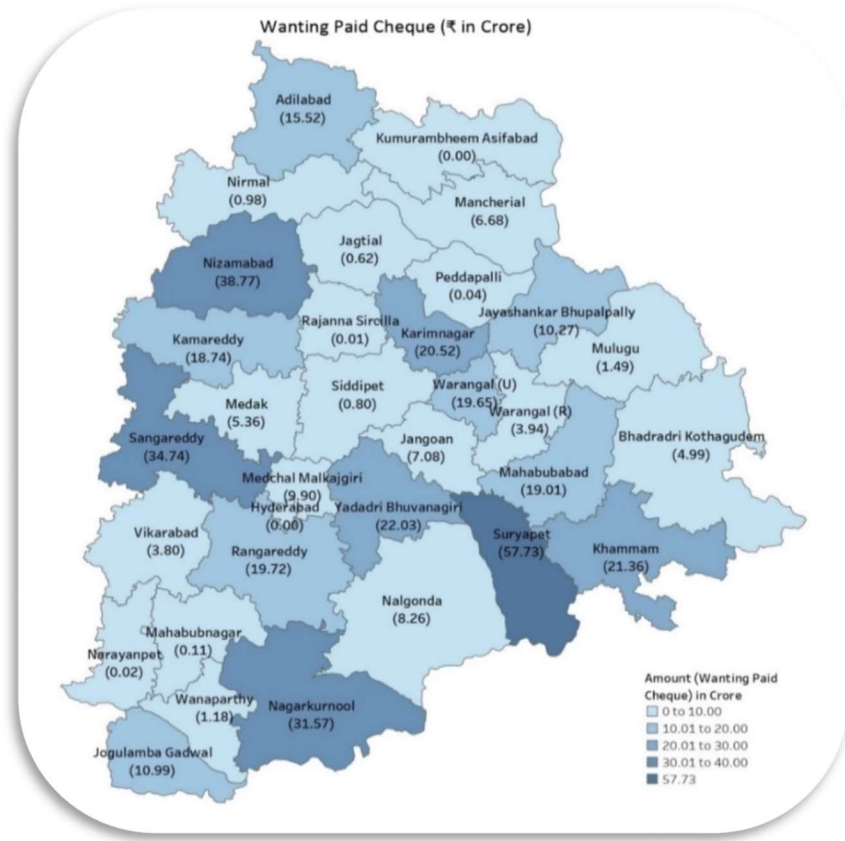 Wanting Paid Cheque (₹ in Crore)
Adilabad
(15.52)
Kumurambheem Asifabad
(0.00)
Nirmal
(0.98)
Mancherial
(6.68)
Jagtial
(0.62)
Nizamabad
(38.77)
Peddapalli
(0.04)
Jayashankar Bhupalpally
(10.27)
Rajanna Sircilla
(0.01)
Karimnagar
(20.52)
Kamareddy
(18.74)
Mulugu
(1.49)
Siddipet
(0.80)
Warangal (U)
(19.65)
Medak
(5.36)
Warangal (R)
(3.94)
Sangareddy
(34.74)
Jangoan
(7.08)
Bhadradri Kothagudem
(4.99)
Mahabubabad
(19.01)
Medchal Malkajgiri
(9.90)
Hyderabad
(0.00)
Yadadri Bhuvanagiri
(22.03)
Vikarabad
(3.80)
Rangareddy
(19.72)
Suryapet
(57.73)
Khammam
(21.36)
Nalgonda
(8.26)
Mahabubnagar
(0.11)
Narayanpet
(0.02)
Wanaparthy
(1.18)
Nagarkurnool
(31.57)
Jogulamba Gadwal
(10.99)
Amount (Wanting Paid
Cheque) in Crore
0 to 10.00
10.01 to 20.00
20.01 to 30.00
30.01 to 40.00
57.73